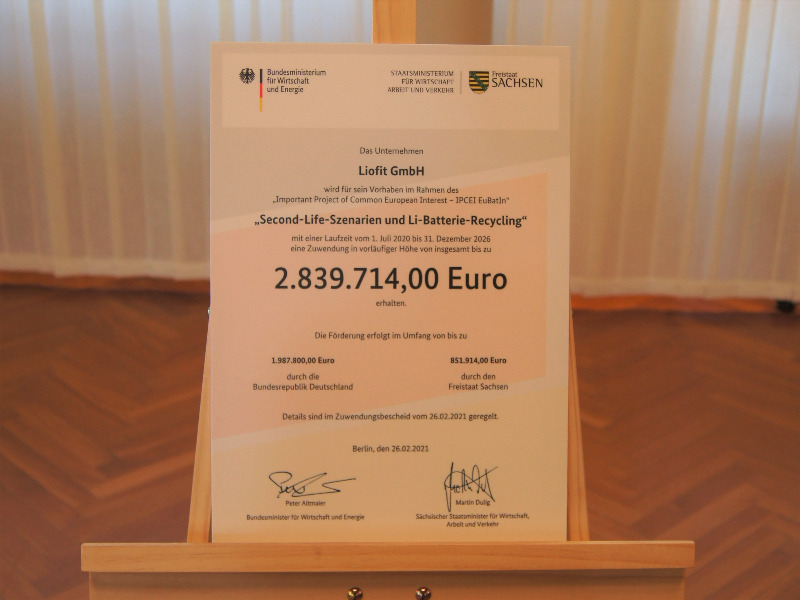 Bundesministerium
für Wirtschaft
und Energie
STAATSMINISTERIUM
FÜR WIRTSCHAFT
ARBEIT UND VERKEHR
Freistaat
SACHSEN
Das Unternehmen
Liofit GmbH
wird für sein Vorhaben im Rahmen des
„Important Project of Common European Interest – IPCEI EuBatIn“
„Second-Life-Szenarien und Li-Batterie-Recycling“
mit einer Laufzeit vom 1. Juli 2020 bis 31. Dezember 2026
eine Zuwendung in vorläufiger Höhe von insgesamt bis zu
2.839.714,00 Euro
erhalten.
Die Förderung erfolgt im Umfang von bis zu
1.987.800,00 Euro
durch die
Bundesrepublik Deutschland
851.914,00 Euro
durch den
Freistaat Sachsen
Details sind im Zuwendungsbescheid vom 26.02.2021 geregelt.
Berlin, den 26.02.2021
Peter Altmaier
Bundesminister für Wirtschaft und Energie
Martin Dulig
Sächsischer Staatsminister für Wirtschaft,
Arbeit und Verkehr